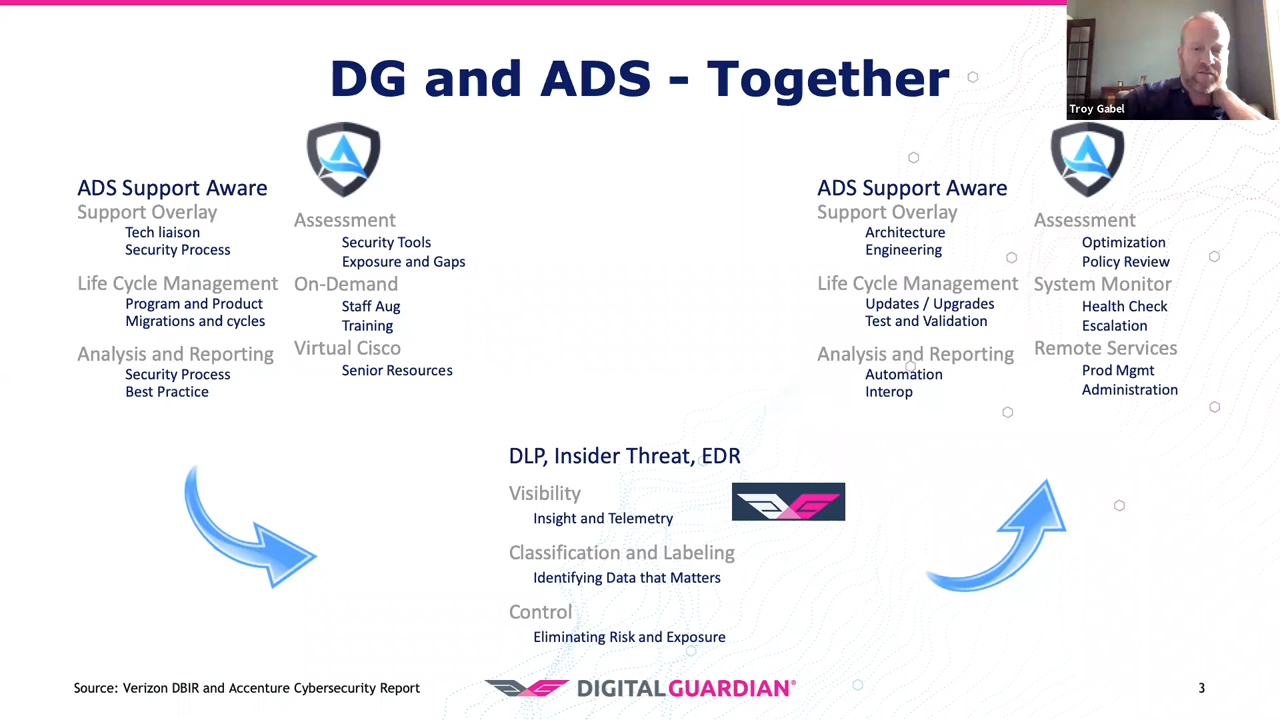 DG and ADS - Together
Troy Gabel
ADS Support Aware
Support Overlay
Tech liaison
Security Process
Life Cycle Management
Program and Product
Migrations and cycles
Analysis and Reporting
Security Process
Best Practice
Assessment
Security Tools
Exposure and Gaps
On-Demand
Staff Aug
Training
Virtual Cisco
Senior Resources
DLP, Insider Threat, EDR
Visibility
Insight and Telemetry
Classification and Labeling
Identifying Data that Matters
Control
Eliminating Risk and Exposure
ADS Support Aware
Support Overlay
Architecture
Engineering
Life Cycle Management
Updates / Upgrades
Test and Validation
Analysis and Reporting
Automation
Interop
Assessment
Optimization
Policy Review
System Monitor
Health Check
Escalation
Remote Services
Prod Mgmt
Administration
Source: Verizon DBIR and Accenture Cybersecurity Report
DIGITALGUARDIAN®
3